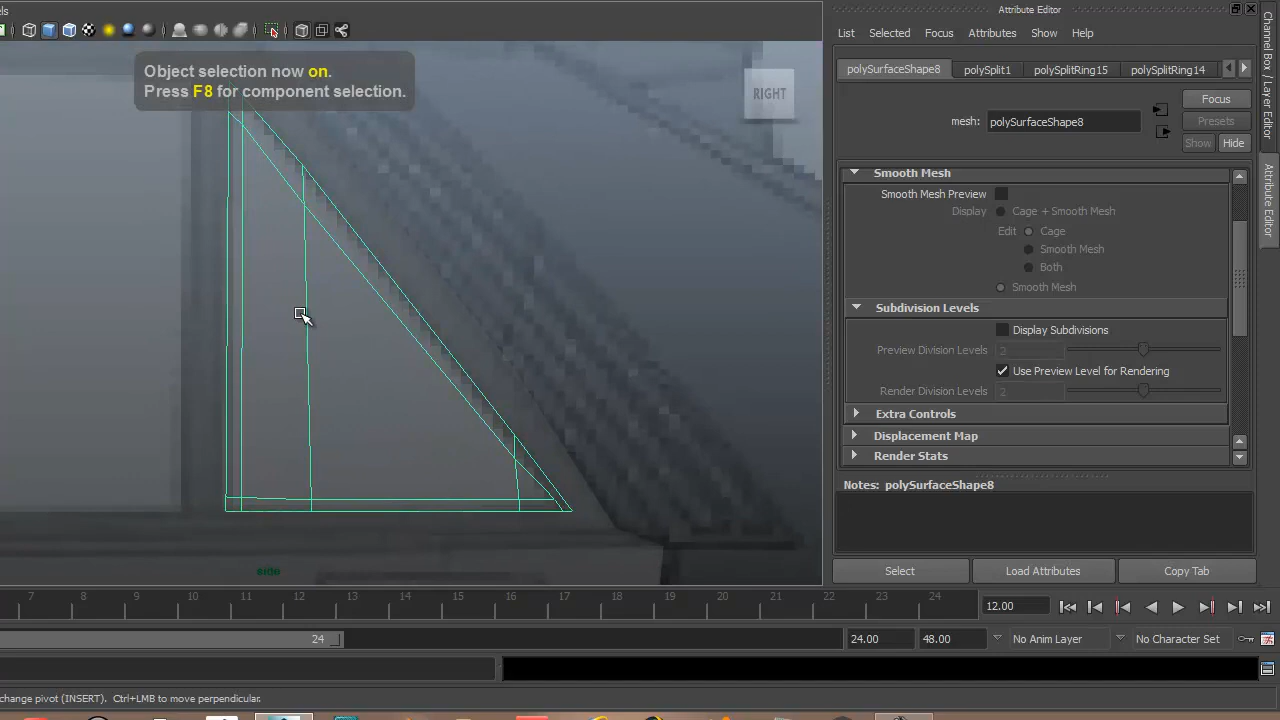 els
Attribute Editor
List Selected Focus Attributes Show Help
polySurfaceShape8 polySplit1 polySplitRing15 polySplitRing14
Object selection now on.
Press F8 for component selection.
RIGHT
Focus
mesh: polySurfaceShape8
Presets
Show Hide
Smooth Mesh
Smooth Mesh Preview
Display Cage + Smooth Mesh
Edit Cage
Smooth Mesh
Both
Smooth Mesh
Subdivision Levels
Display Subdivisions
Preview Division Levels 2
Use Preview Level for Rendering
Render Division Levels 2
Extra Controls
Displacement Map
Render Stats
Notes: polySurfaceShape8
Select Load Attributes Copy Tab
Channel Box / Layer Editor
Attribute Editor
side
7 8 9 10 11 12 13 14 15 16 17 18 19 20 21 22 23 24
12.00
24 24.00 48.00 No Anim Layer No Character Set
change pivot (INSERT). Ctrl+LMB to move perpendicular.